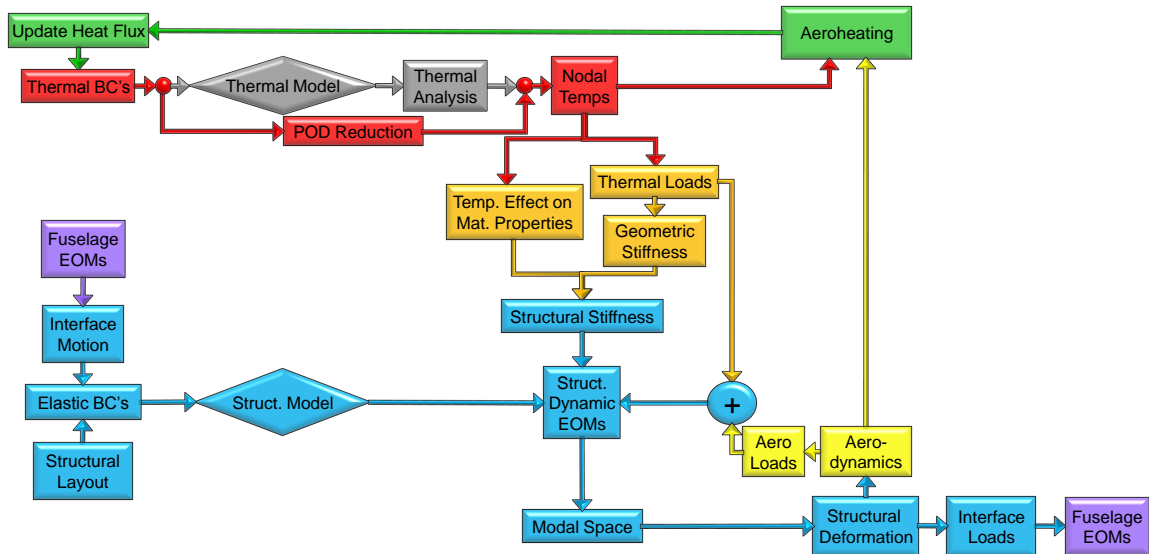 Update Heat Flux
Aeroheating
Thermal BC's
Thermal Model
Thermal
Analysis
Nodal
Temps
POD Reduction
Thermal Loads
Temp. Effect on
Mat. Properties
Geometric
Stiffness
Fuselage
EOMs
Structural Stiffness
Interface
Motion
Elastic BC's
Struct. Model
Struct.
Dynamic
EOMs
+
Aero
Loads
Aero-
dynamics
Structural
Layout
Modal Space
Structural
Deformation
Interface
Loads
Fuselage
EOMs